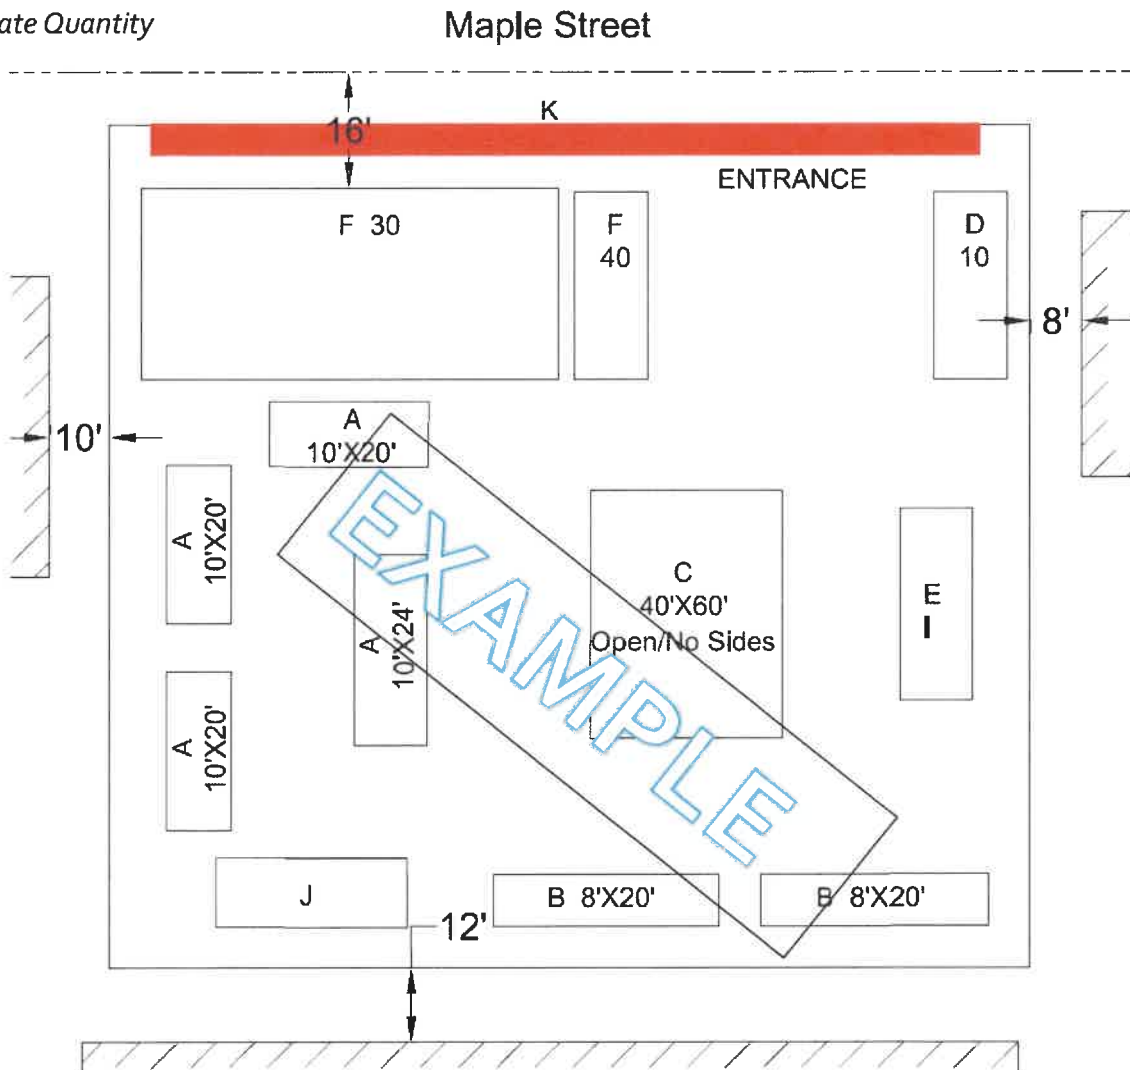 ate Quantity
Maple Street
K
16'
ENTRANCE
F 30
F
40
D
10
8'
10'
A
10'X20'
A
10'X20'
A
10'X24'
C
40'X60'
Open/No Sides
E
I
A
10'X20'
EXAMPLE
J
12'
B 8'X20'
B 8'X20'